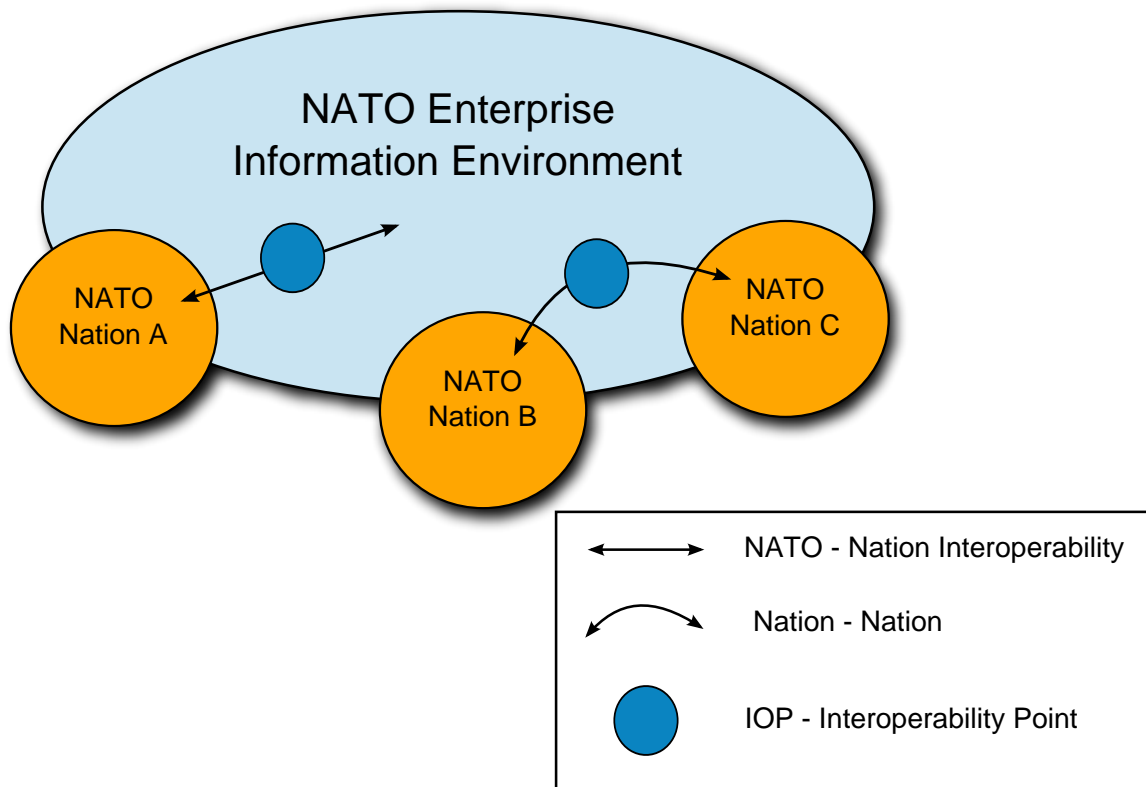 NATO Enterprise
Information Environment
NATO
Nation A
NATO
Nation B
NATO
Nation C
NATO - Nation Interoperability
Nation - Nation
IOP - Interoperability Point